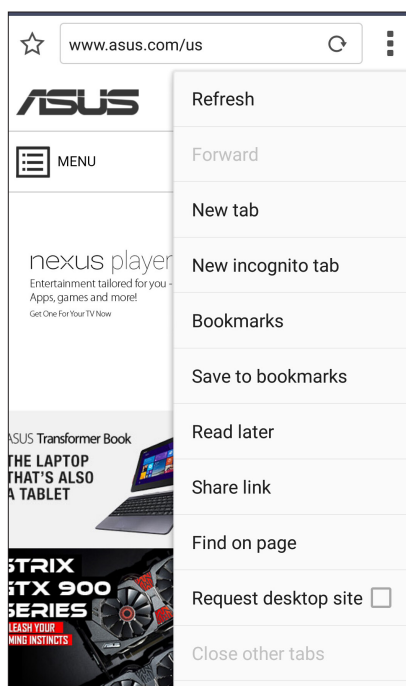 www.asus.com/us
ASUS
MENU
nexus player
Entertainment tailored for you -
Apps, games and more!
Get One For Your TV Now
ASUS Transformer Book
THE LAPTOP
THAT'S ALSO
A TABLET
STRIX
GTX 900
SERIES
LEASH YOUR
MING INSTINCTS
Refresh
Forward
New tab
New incognito tab
Bookmarks
Save to bookmarks
Read later
Share link
Find on page
Request desktop site
Close other tabs